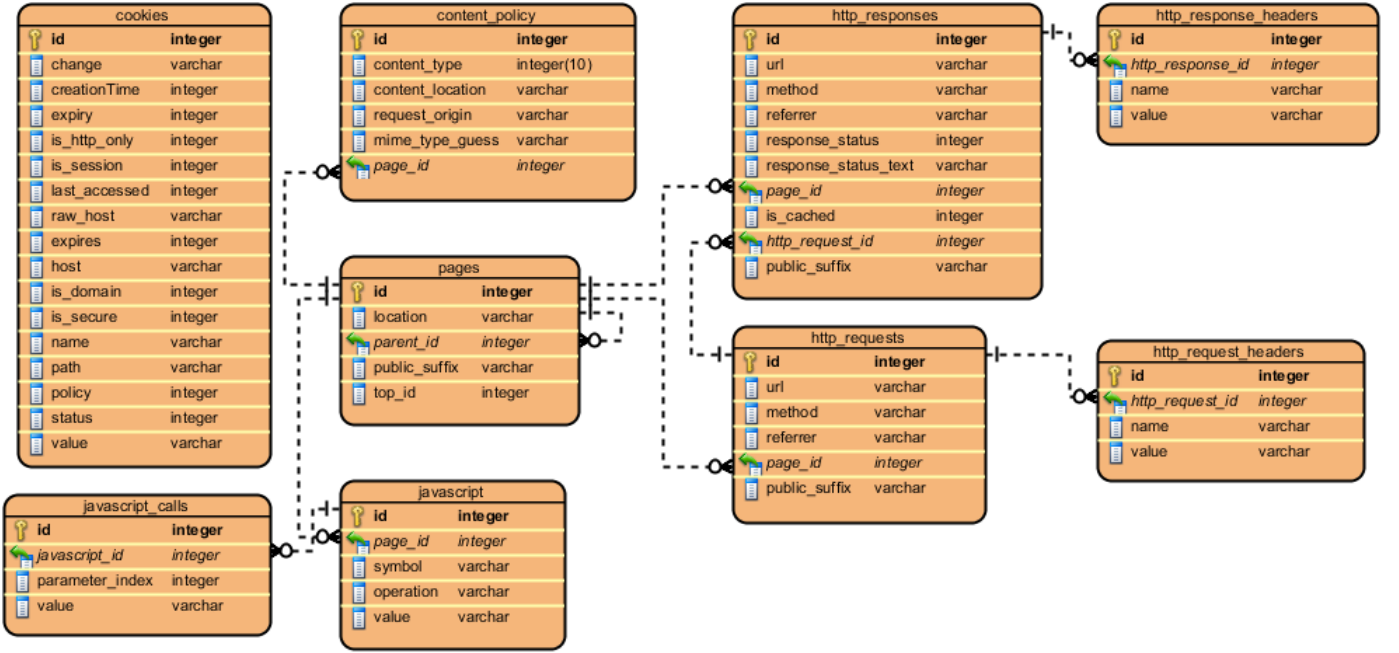 cookies
id integer
change varchar
creationTime integer
expiry integer
is_http_only integer
is_session integer
last_accessed integer
raw_host varchar
expires integer
host varchar
is_domain integer
is_secure integer
name varchar
path varchar
policy integer
status integer
value varchar
content_policy
id integer
content_type integer(10)
content_location varchar
request_origin varchar
mime_type_guess varchar
page_id integer
http_responses
id integer
url varchar
method varchar
referrer varchar
response_status integer
response_status_text varchar
page_id integer
is_cached integer
http_request_id integer
public_suffix varchar
http_response_headers
id integer
http_response_id integer
name varchar
value varchar
pages
id integer
location varchar
parent_id integer
public_suffix varchar
top_id integer
http_requests
id integer
url varchar
method varchar
referrer varchar
page_id integer
public_suffix varchar
http_request_headers
id integer
http_request_id integer
name varchar
value varchar
javascript_calls
id integer
javascript_id integer
parameter_index integer
value varchar
javascript
id integer
page_id integer
symbol varchar
operation varchar
value varchar